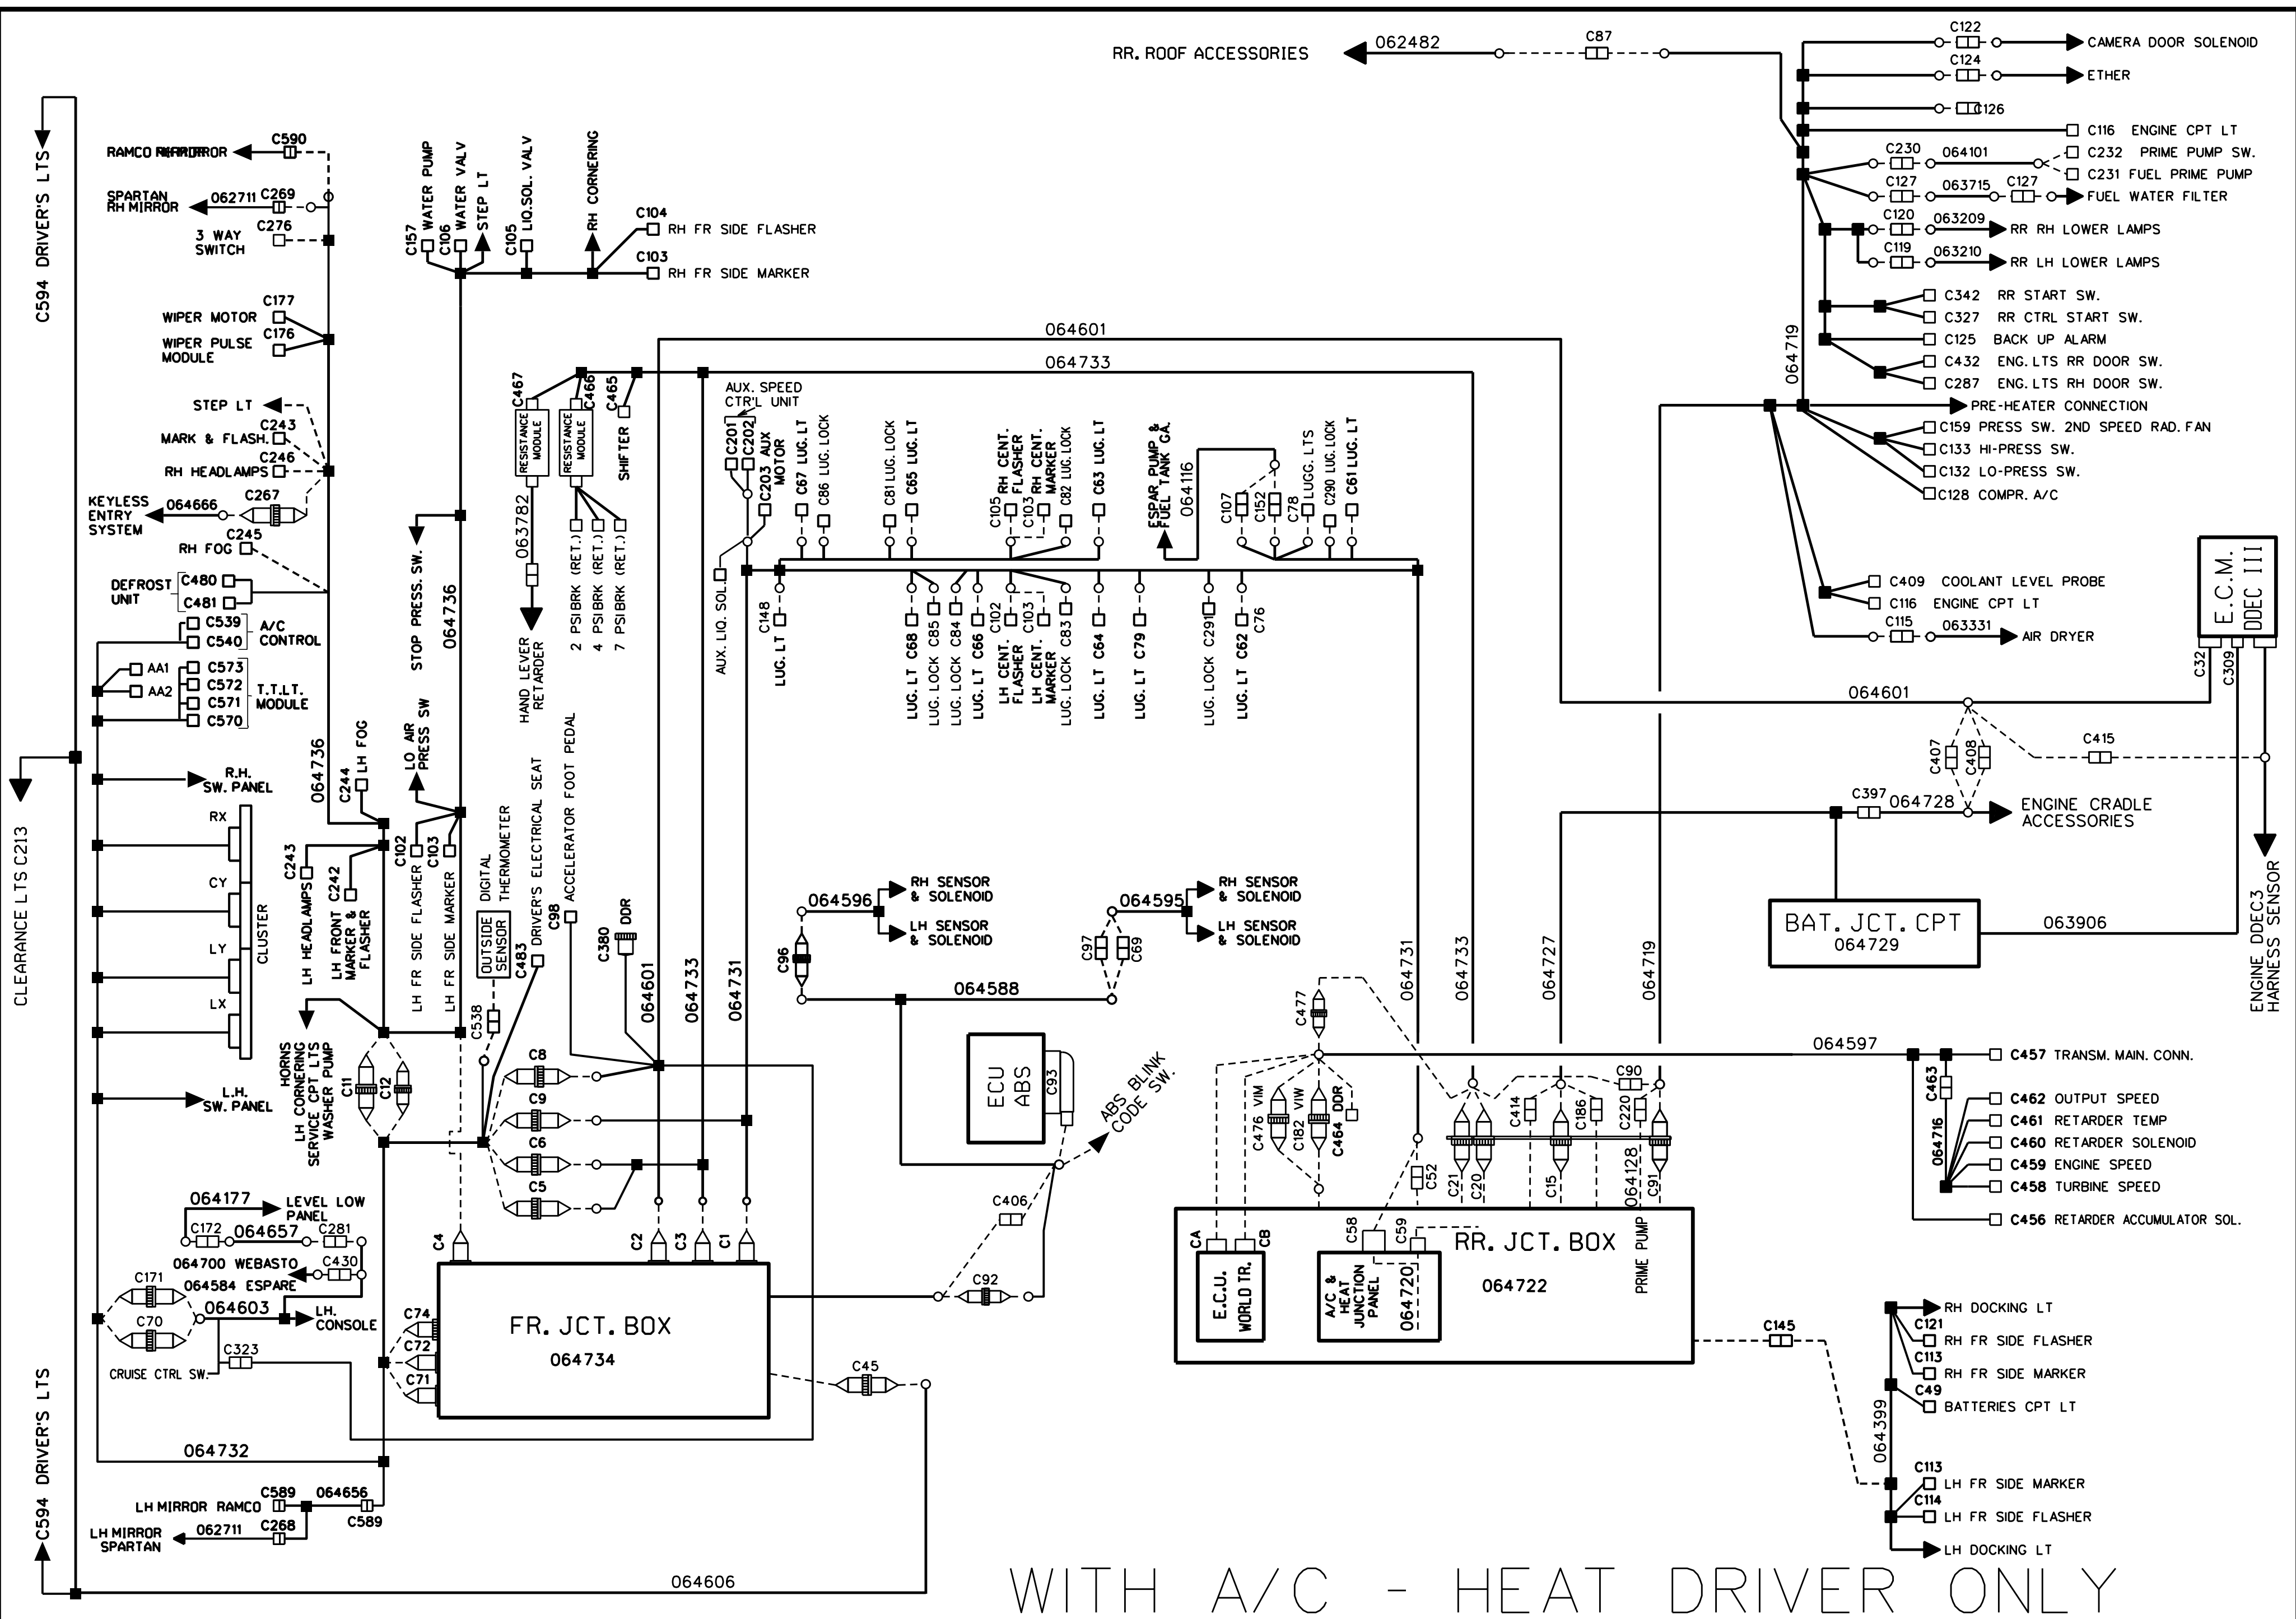 RR. ROOF ACCESSORIES
062482
C87
C122
CAMERA DOOR SOLENOID
C124
ETHER
C126
C116 ENGINE CPT LT
C230
064101
C232 PRIME PUMP SW.
C231 FUEL PRIME PUMP
C127
063715
C127
FUEL WATER FILTER
C120
063209
RR RH LOWER LAMPS
C119
063210
RR LH LOWER LAMPS
C342 RR START SW.
C327 RR CTRL START SW.
C125 BACK UP ALARM
C432 ENG. LTS RR DOOR SW.
C287 ENG. LTS RH DOOR SW.
064719
PRE-HEATER CONNECTION
C159 PRESS SW. 2ND SPEED RAD. FAN
C133 HI-PRESS SW.
C132 LO-PRESS SW.
C128 COMPR. A/C
C409 COOLANT LEVEL PROBE
C116 ENGINE CPT LT
C115
063331
AIR DRYER
E.C.M.
DDEC III
C32
C309
064601
C407
C408
C415
C397
064728
ENGINE CRADLE
ACCESSORIES
BAT. JCT. CPT
064729
063906
ENGINE DDEC3
HARNESS SENSOR
C594 DRIVER'S LTS
RAMCO
C590
SPARTAN
RH MIRROR
062711
C269
3 WAY
SWITCH
C276
WIPER MOTOR
C177
WIPER PULSE
MODULE
C176
STEP LT
MARK & FLASH.
C243
RH HEADLAMPS
C246
KEYLESS
ENTRY
SYSTEM
064666
C267
RH FOG
C245
DEFROST
UNIT
C480
C481
C539
C540
A/C
CONTROL
AA1
AA2
C573
C572
C571
C570
T.T.LT.
MODULE
R.H.
SW. PANEL
RX
CY
LY
LX
CLUSTER
L.H.
SW. PANEL
CLEARANCE LTS C213
C157 WATER PUMP
C106 WATER VALV
STEP LT
C105 LIQ.SOL. VALV
RH CORNERING
C104
RH FR SIDE FLASHER
C103
RH FR SIDE MARKER
064736
STOP PRESS. SW.
LO AIR
PRESS SW
064736
C244 LH FOG
C243
LH HEADLAMPS
C242
LH FRONT
MARKER &
FLASHER
C102
LH FR SIDE FLASHER
C103
LH FR SIDE MARKER
HORNS
LH CORNERING
SERVICE CPT LTS
WASHER PUMP
C11
C12
064601
064733
C467
RESISTANCE
MODULE
C466
RESISTANCE
MODULE
C465
SHIFTER
063782
HAND LEVER
RETARDER
2 PSI BRK (RET.)
4 PSI BRK (RET.)
7 PSI BRK (RET.)
AUX. SPEED
CTR'L UNIT
C201
C202
C203 AUX
MOTOR
AUX. LIQ. SOL.
C67 LUG. LT
C86 LUG. LOCK
C81 LUG. LOCK
C65 LUG. LT
C105
RH CENT.
FLASHER
C103
RH CENT.
MARKER
C82 LUG. LOCK
C63 LUG. LT
ESPAR PUMP &
FUEL TANK GA.
064116
C107
C152
C78 LUGG. LTS
C290 LUG. LOCK
C61 LUG. LT
C148
LUG. LT
LUG. LT C68
LUG. LOCK C85
LUG. LOCK C84
LUG. LT C66
C102
LH CENT.
FLASHER
C103
LH CENT.
MARKER
LUG. LOCK C83
LUG. LT C64
LUG. LT C79
LUG. LOCK C291
LUG. LT C62
C76
DIGITAL
THERMOMETER
OUTSIDE
SENSOR
C538
C483 DRIVER'S ELECTRICAL SEAT
C98 ACCELERATOR FOOT PEDAL
C380 DDR
064601
064733
064731
C8
C9
C6
C5
C4
C2
C3
C1
064596
RH SENSOR
& SOLENOID
LH SENSOR
& SOLENOID
C96
064595
RH SENSOR
& SOLENOID
LH SENSOR
& SOLENOID
C97
C69
064588
ECU
ABS
C93
ABS BLINK
CODE SW.
C406
C92
C45
064731
064733
064727
064719
C477
C476 VIM
C182 VIW
C464 DDR
C52
C21
C20
C414
C15
C186
C220
C90
064128
C91
PRIME PUMP
CA
CB
E.C.U.
WORLD TR.
C58
C59
A/C &
HEAT
JUNCTION
PANEL
064720
RR. JCT. BOX
064722
064597
C463
064716
C457 TRANSM. MAIN. CONN.
C462 OUTPUT SPEED
C461 RETARDER TEMP
C460 RETARDER SOLENOID
C459 ENGINE SPEED
C458 TURBINE SPEED
C456 RETARDER ACCUMULATOR SOL.
064177
LEVEL LOW
PANEL
C172
064657
C281
064700 WEBASTO
C430
064584 ESPARE
C171
C70
064603
LH.
CONSOLE
CRUISE CTRL SW.
C323
C74
C72
C71
FR. JCT. BOX
064734
064732
LH MIRROR RAMCO
C589
064656
C589
LH MIRROR
SPARTAN
062711
C268
C594 DRIVER'S LTS
064606
C145
064399
RH DOCKING LT
C121
RH FR SIDE FLASHER
C113
RH FR SIDE MARKER
C49
BATTERIES CPT LT
C113
LH FR SIDE MARKER
C114
LH FR SIDE FLASHER
LH DOCKING LT
WITH A/C - HEAT DRIVER ONLY